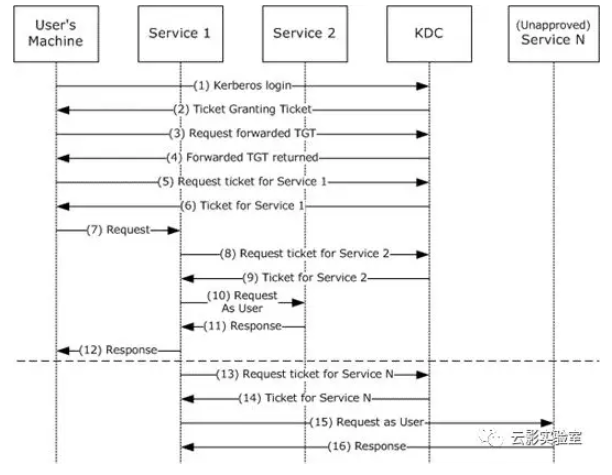 User's
Machine
Service 1
Service 2
KDC
(Unapproved)
Service N
(1) Kerberos login
(2) Ticket Granting Ticket
(3) Request forwarded TGT
(4) Forwarded TGT returned
(5) Request ticket for Service 1
(6) Ticket for Service 1
(7) Request
(8) Request ticket for Service 2
(9) Ticket for Service 2
(10) Request
As User
(11) Response
(12) Response
(13) Request ticket for Service N
(14) Ticket for Service N
(15) Request as User
(16) Response
云影实验室